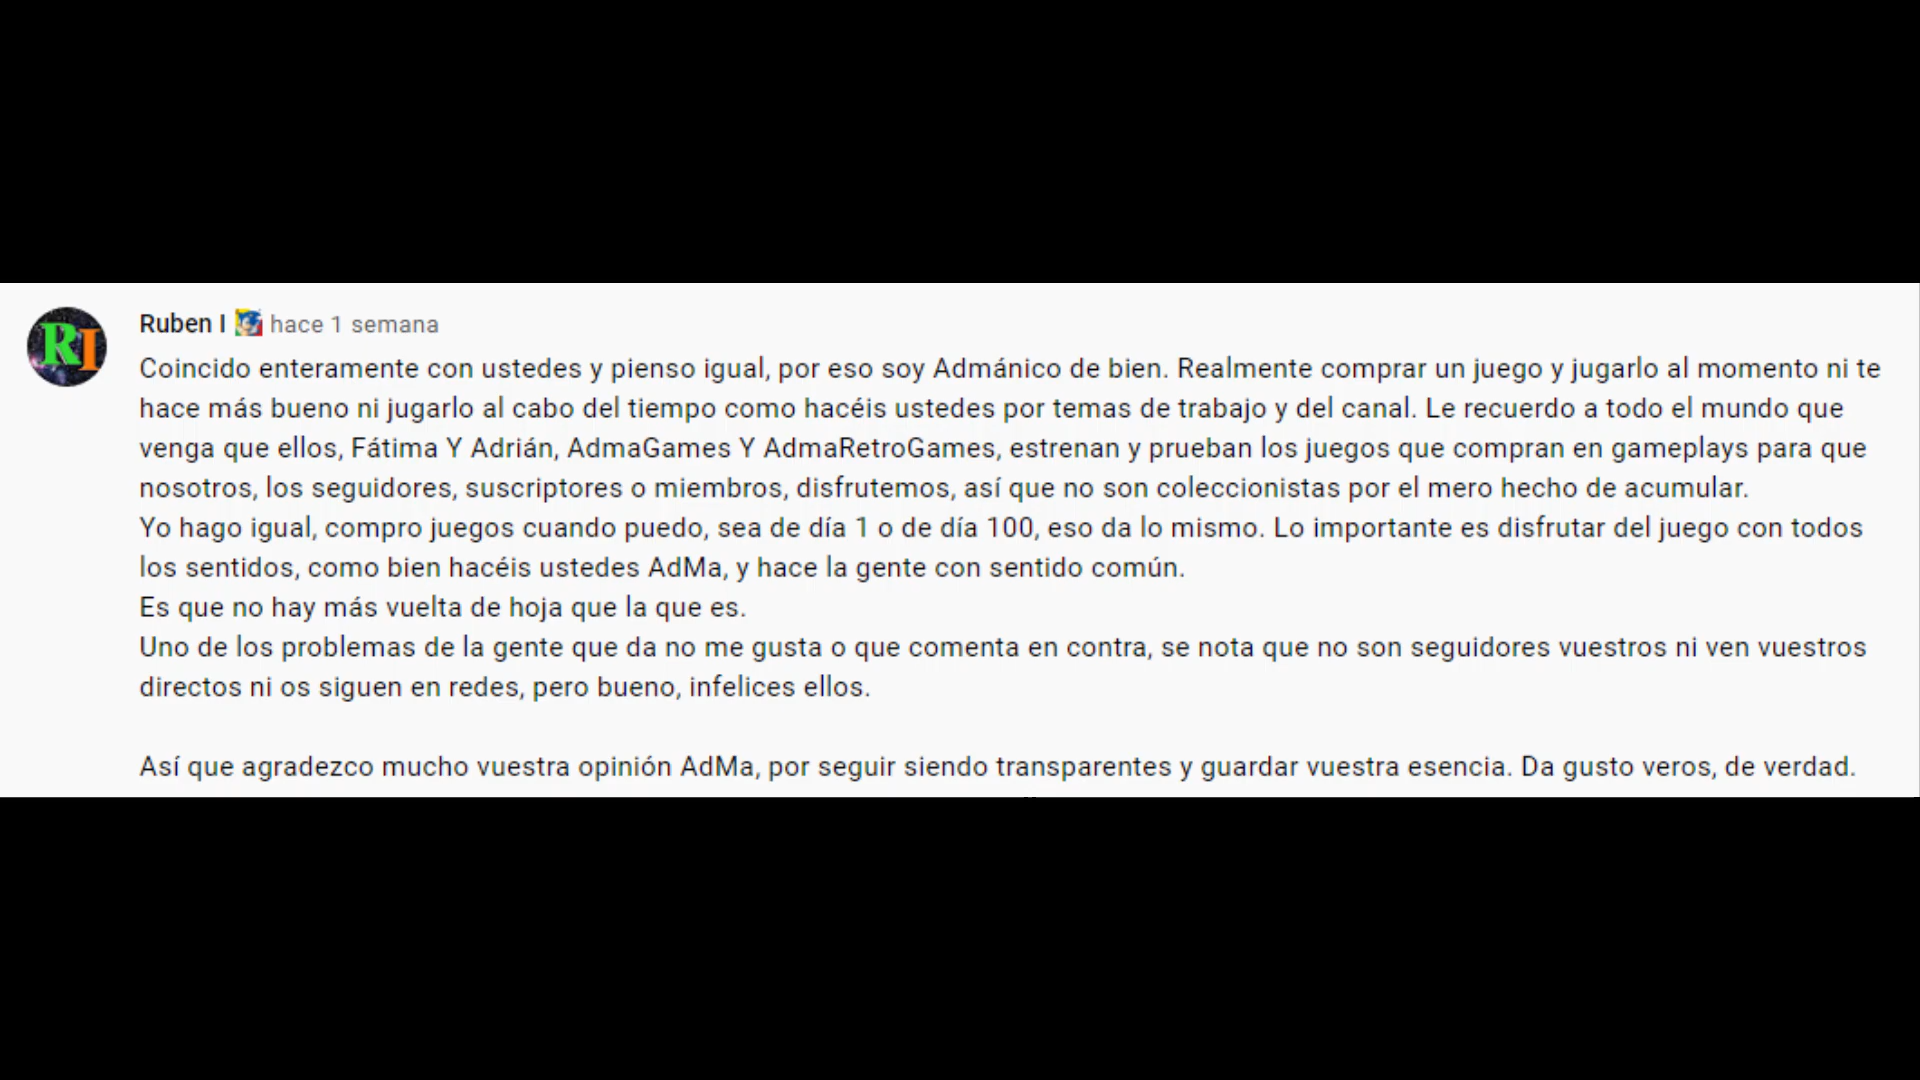 RI
Ruben I hace 1 semana
Coincido enteramente con ustedes y pienso igual, por eso soy Admánico de bien. Realmente comprar un juego y jugarlo al momento ni te
hace más bueno ni jugarlo al cabo del tiempo como hacéis ustedes por temas de trabajo y del canal. Le recuerdo a todo el mundo que
venga que ellos, Fátima Y Adrián, AdmaGames Y AdmaRetroGames, estrenan y prueban los juegos que compran en gameplays para que
nosotros, los seguidores, suscriptores o miembros, disfrutemos, así que no son coleccionistas por el mero hecho de acumular.
Yo hago igual, compro juegos cuando puedo, sea de día 1 o de día 100, eso da lo mismo. Lo importante es disfrutar del juego con todos
los sentidos, como bien hacéis ustedes AdMa, y hace la gente con sentido común.
Es que no hay más vuelta de hoja que la que es.
Uno de los problemas de la gente que da no me gusta o que comenta en contra, se nota que no son seguidores vuestros ni ven vuestros
directos ni os siguen en redes, pero bueno, infelices ellos.
Así que agradezco mucho vuestra opinión AdMa, por seguir siendo transparentes y guardar vuestra esencia. Da gusto veros, de verdad.